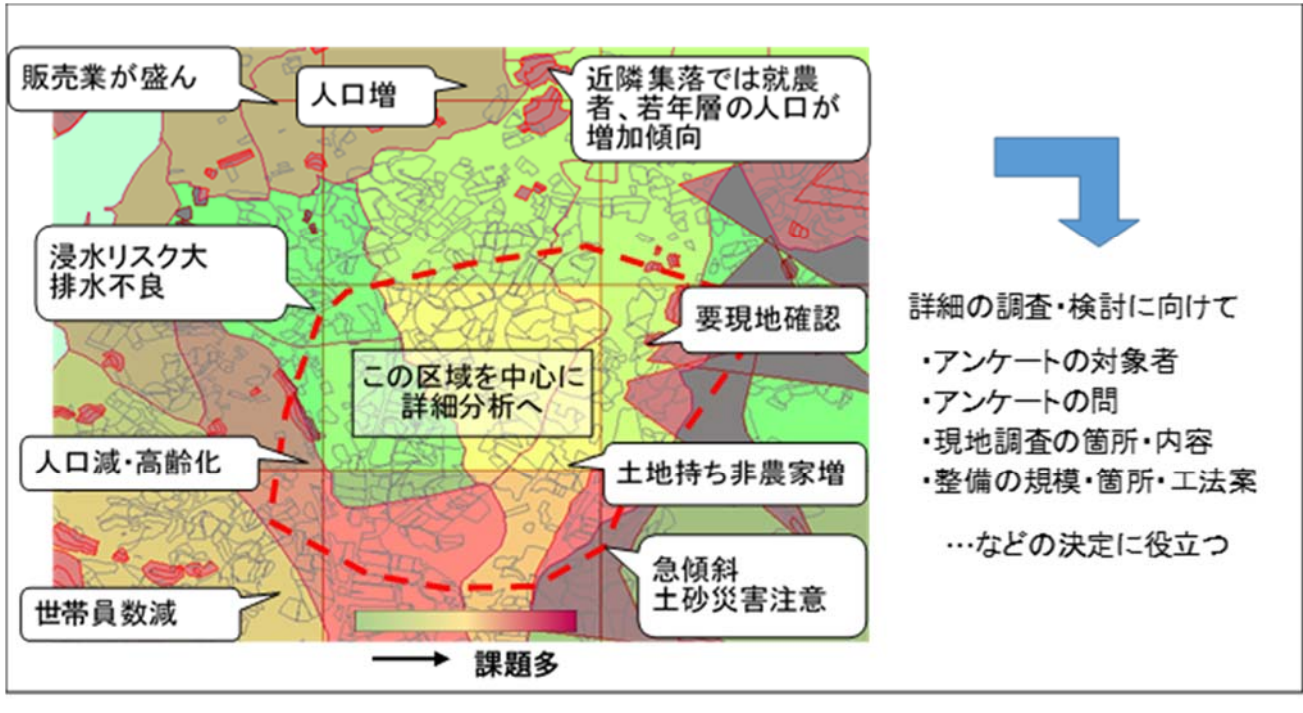 販売業が盛ん
人口増
近隣集落では就農
者、若年層の人口が
増加傾向
浸水リスク大
排水不良
要現地確認
この区域を中心に
詳細分析へ
人口減・高齢化
土地持ち非農家増
急傾斜
土砂災害注意
世帯員数減
課題多
詳細の調査・検討に向けて
・アンケートの対象者
・アンケートの問
・現地調査の箇所・内容
・整備の規模・箇所・工法案
…などの決定に役立つ